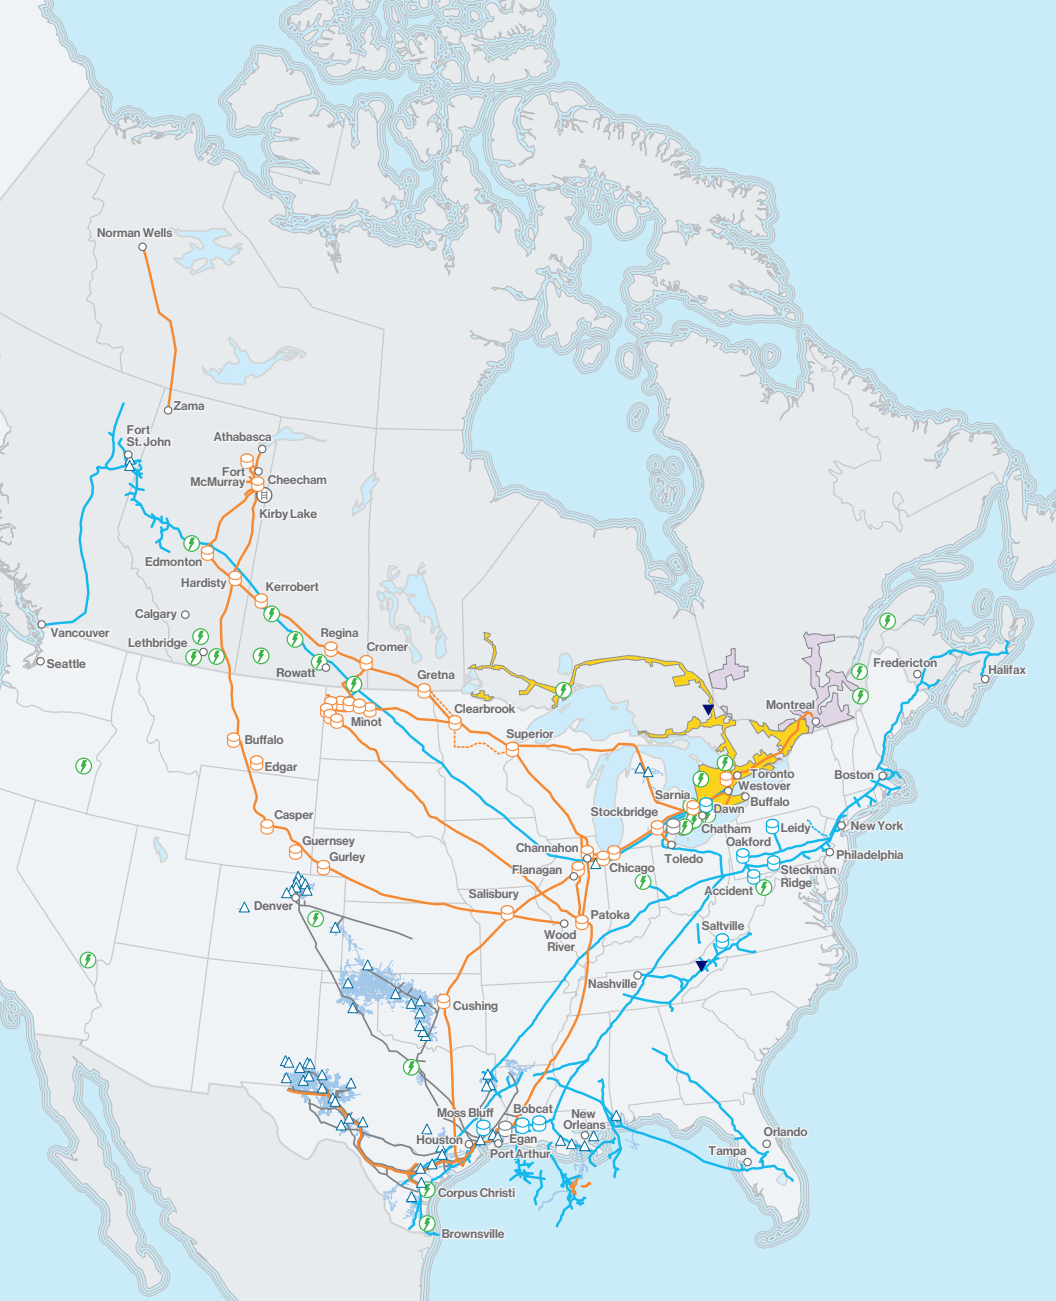 Norman Wells
Zama
Fort
St. John
Athabasca
Fort
McMurray
Cheecham
Kirby Lake
Edmonton
Hardisty
Kerrobert
Calgary
Vancouver
Lethbridge
Regina
Cromer
Seattle
Rowatt
Gretna
Fredericton
Halifax
Clearbrook
Montreal
Minot
Superior
Buffalo
Edgar
Toronto
Westover
Boston
Sarnia
Buffalo
Stockbridge
Dawn
Casper
Chatham
Leidy
New York
Guernsey
Oakford
Channahon
Gurley
Toledo
Philadelphia
Flanagan
Chicago
Steckman
Ridge
Accident
Salisbury
Denver
Patoka
Saltville
Wood
River
Nashville
Cushing
Moss Bluff
Bobcat
New
Orleans
Houston
Egan
Orlando
Port Arthur
Tampa
Corpus Christi
Brownsville